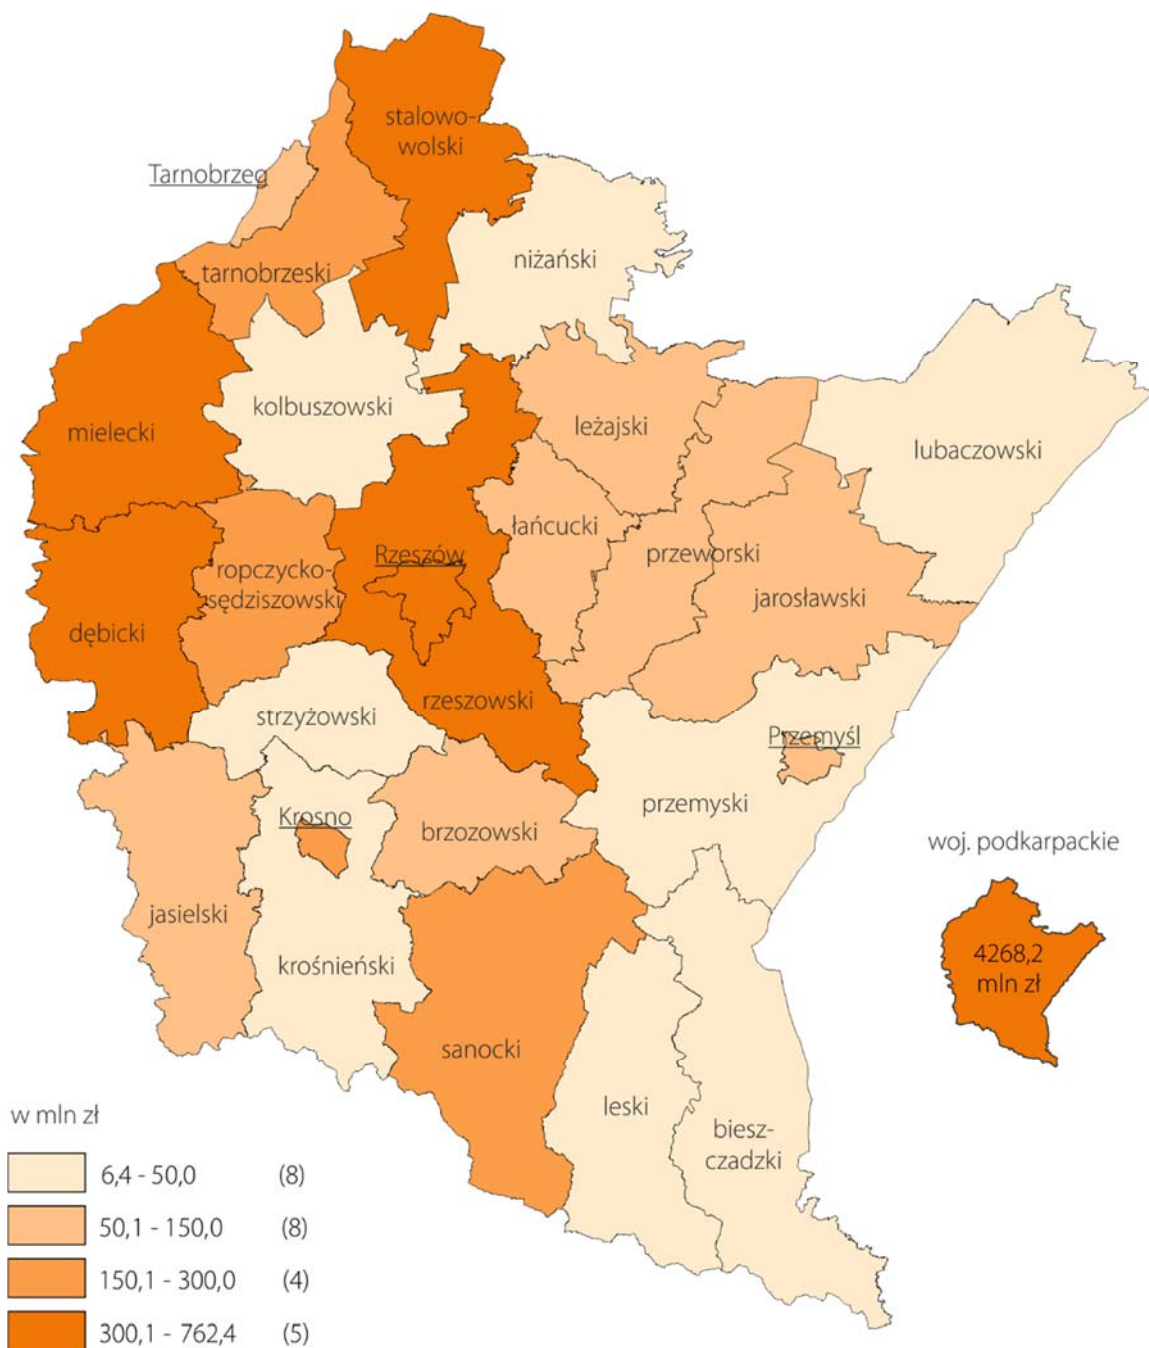 stalowo-
wolski
Tarnobrzeg
niżański
tarnobrzeski
kolbuszowski
mielecki
leżajski
lubaczowski
łańcucki
Rzeszów
przeworski
ropczycko-
sędziszowski
jarosławski
dębicki
rzeszowski
strzyżowski
Przemyśl
przemyski
Krosno
brzozowski
jasielski
krośnieński
sanocki
leski
biesz-
czadzki
woj. podkarpackie
4268,2
mln zł
w mln zł
6,4 - 50,0 (8)
50,1 - 150,0 (8)
150,1 - 300,0 (4)
300,1 - 762,4 (5)